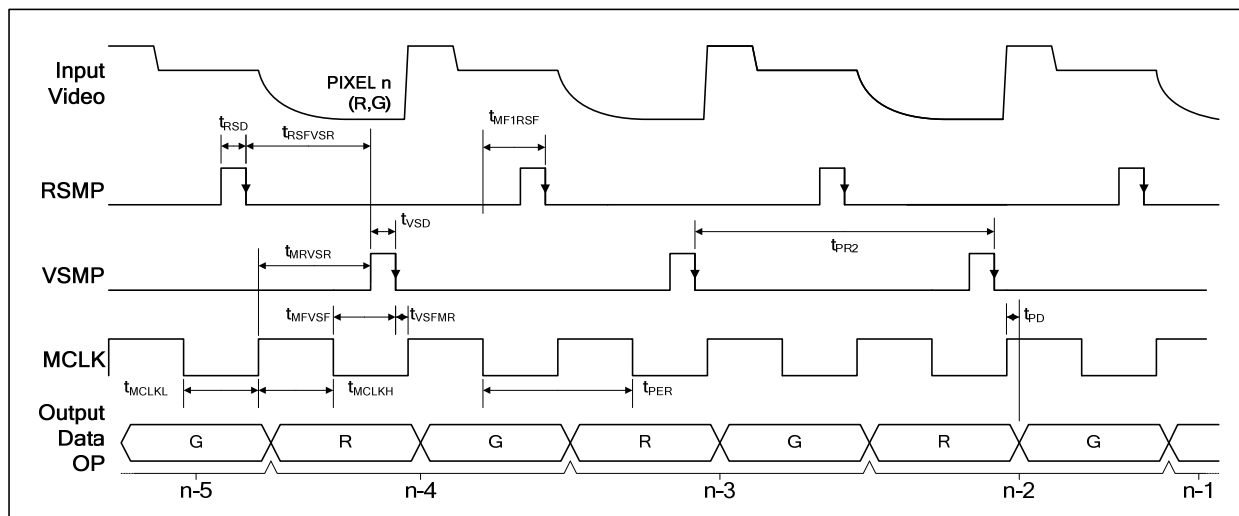 Input
Video
PIXEL n
(R,G)
tRSD
tRSFVSR
tMF1RSF
RSMP
tVSD
tPR2
tMRVSR
VSMP
tMFVSF
tVSFMR
tPD
MCLK
tMCLKL
tMCLKH
tPER
Output
Data
OP
G R G R G R G
n-5 n-4 n-3 n-2 n-1